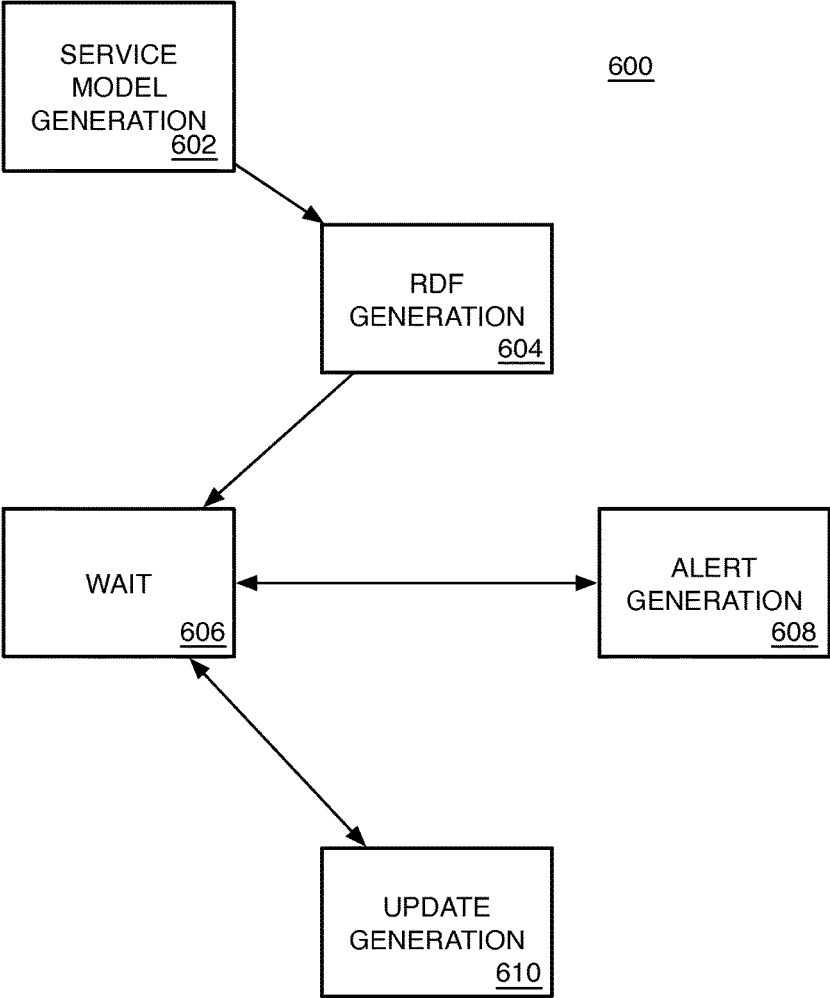 SERVICE
MODEL
GENERATION
602
600
RDF
GENERATION
604
WAIT
606
ALERT
GENERATION
608
UPDATE
GENERATION
610